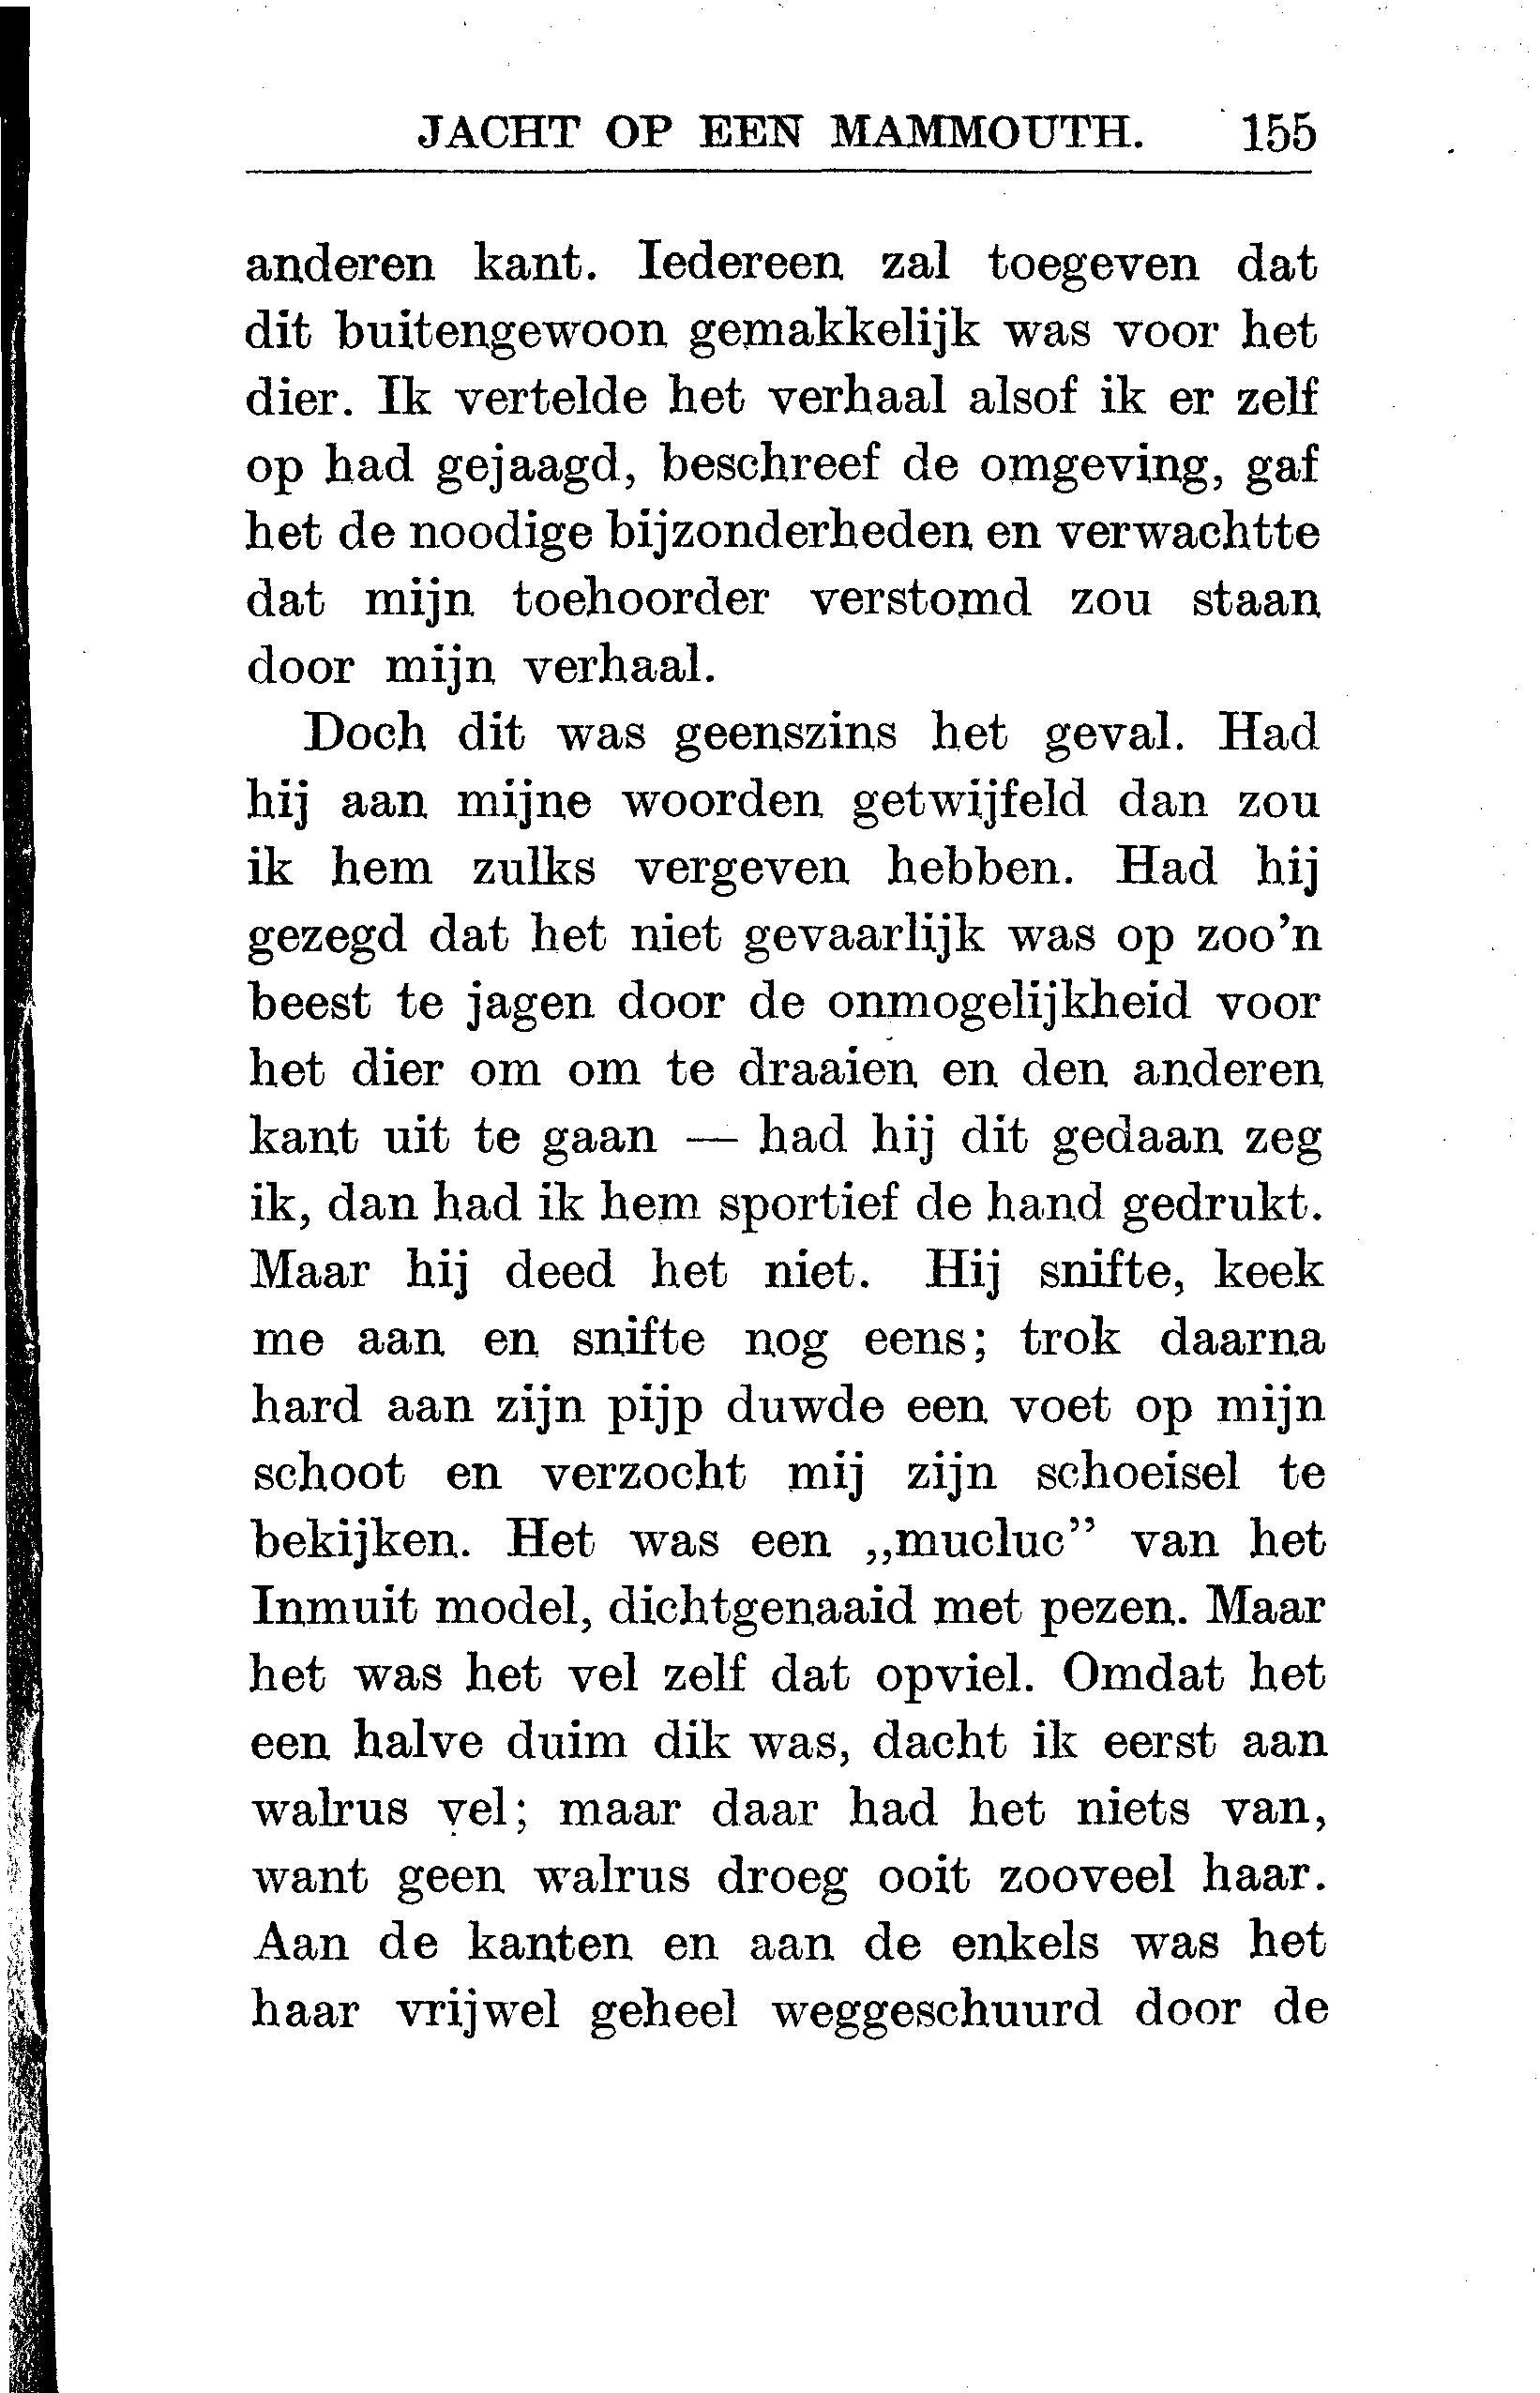 JACHT OP EEN MAMMOUTH. 155
anderen kant. Iedereen zal toegeven dat
dit buitengewoon gemakkelijk was voor het
dier. Ik vertelde het verhaal alsof ik er zelf
op had gejaagd, beschreef de omgeving, gaf
het de noodige bijzonderheden en verwachtte
dat mijn toehoorder verstomd zou staan
door mijn verhaal.
Doch dit was geenszins het geval. Had
hij aan mijne woorden getwijfeld dan zou
ik hem zulks vergeven hebben. Had hij
gezegd dat het niet gevaarlijk was op zoo'n
beest te jagen door de onmogelijkheid voor
het dier om om te draaien en den anderen
kant uit te gaan — had hij dit gedaan zeg
ik, dan had ik hem sportief de hand gedrukt.
Maar hij deed het niet. Hij snifte, keek
me aan en snifte nog eens; trok daarna
hard aan zijn pijp duwde een voet op mijn
schoot en verzocht mij zijn schoeisel te
bekijken. Het was een „mucluc” van het
Inmuit model, dichtgenaaid met pezen. Maar
het was het vel zelf dat opviel. Omdat het
een halve duim dik was, dacht ik eerst aan
walrus vel; maar daar had het niets van,
want geen walrus droeg ooit zooveel haar.
Aan de kanten en aan de enkels was het
haar vrijwel geheel weggeschuurd door de